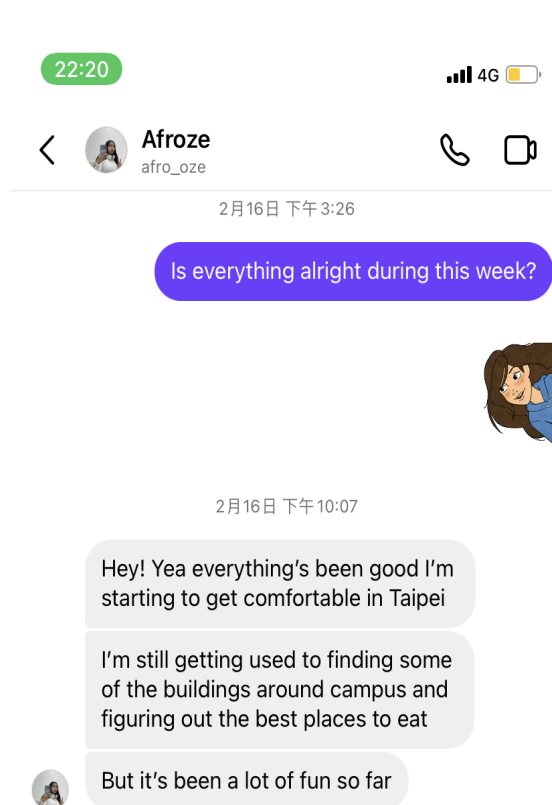 22:20
4G
Afroze
afro_oze
2月16日 下午3:26
Is everything alright during this week?
2月16日 下午10:07
Hey! Yea everything's been good I'm
starting to get comfortable in Taipei
I'm still getting used to finding some
of the buildings around campus and
figuring out the best places to eat
But it's been a lot of fun so far